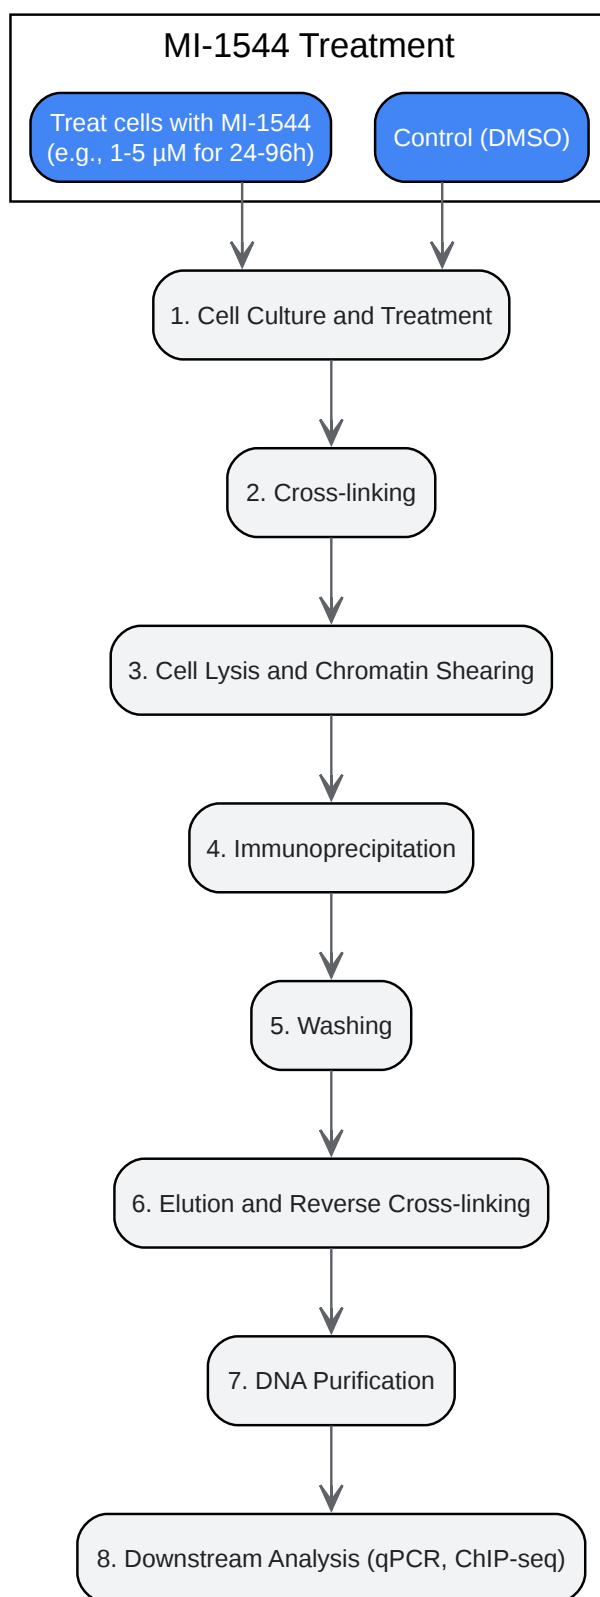 MI-1544 Treatment
Treat cells with MI-1544
(e.g., 1-5 µM for 24-96h)
Control (DMSO)
1. Cell Culture and Treatment
2. Cross-linking
3. Cell Lysis and Chromatin Shearing
4. Immunoprecipitation
5. Washing
6. Elution and Reverse Cross-linking
7. DNA Purification
8. Downstream Analysis (qPCR, ChIP-seq)